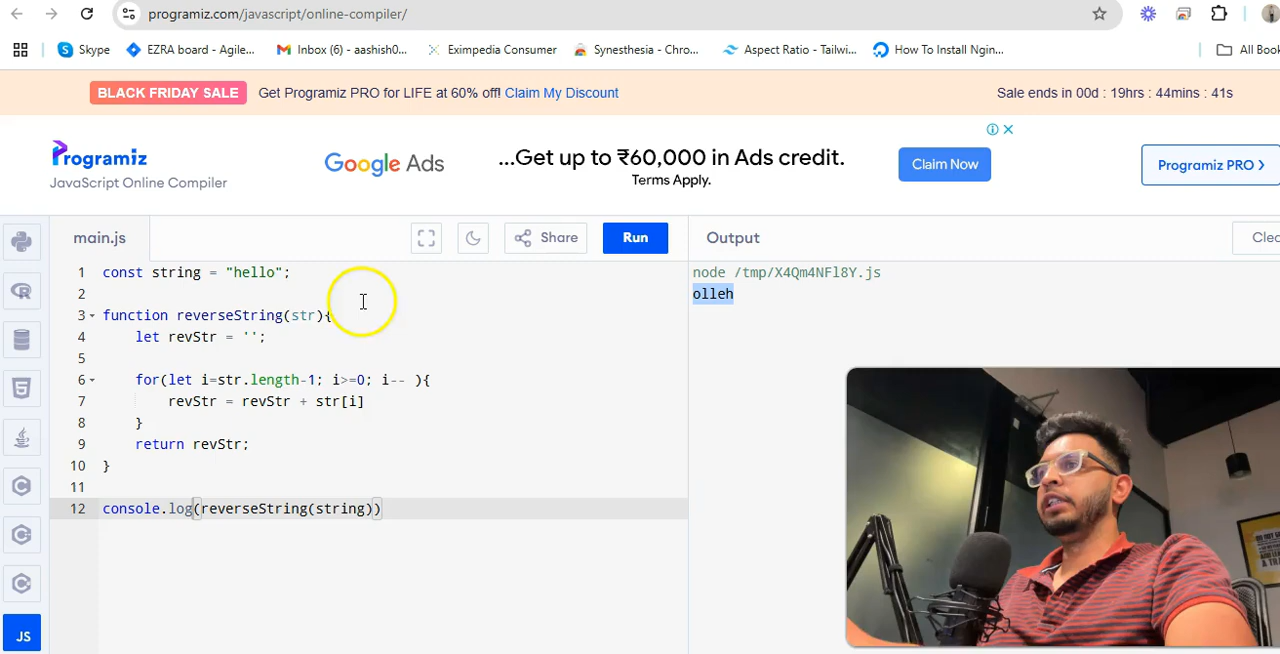 programiz.com/javascript/online-compiler/
Skype
EZRA board - Agile...
Inbox (6) - aashish0...
Eximpedia Consumer
Synesthesia - Chro...
Aspect Ratio - Tailwi...
How To Install Ngin...
All Book
BLACK FRIDAY SALE Get Programiz PRO for LIFE at 60% off! Claim My Discount
Sale ends in 00d : 19hrs : 44mins : 41s
Programiz
JavaScript Online Compiler
Google Ads
...Get up to ₹60,000 in Ads credit.
Terms Apply.
Claim Now
Programiz PRO >
main.js
Share
Run
Output
Clea
1 const string = "hello";
2
3 function reverseString(str){
4 let revStr = '';
5
6 for(let i=str.length-1; i>=0; i-- ){
7 revStr = revStr + str[i]
8 }
9 return revStr;
10 }
11
12 console.log(reverseString(string))
node /tmp/X4Qm4NFl8Y.js
olleh
JS